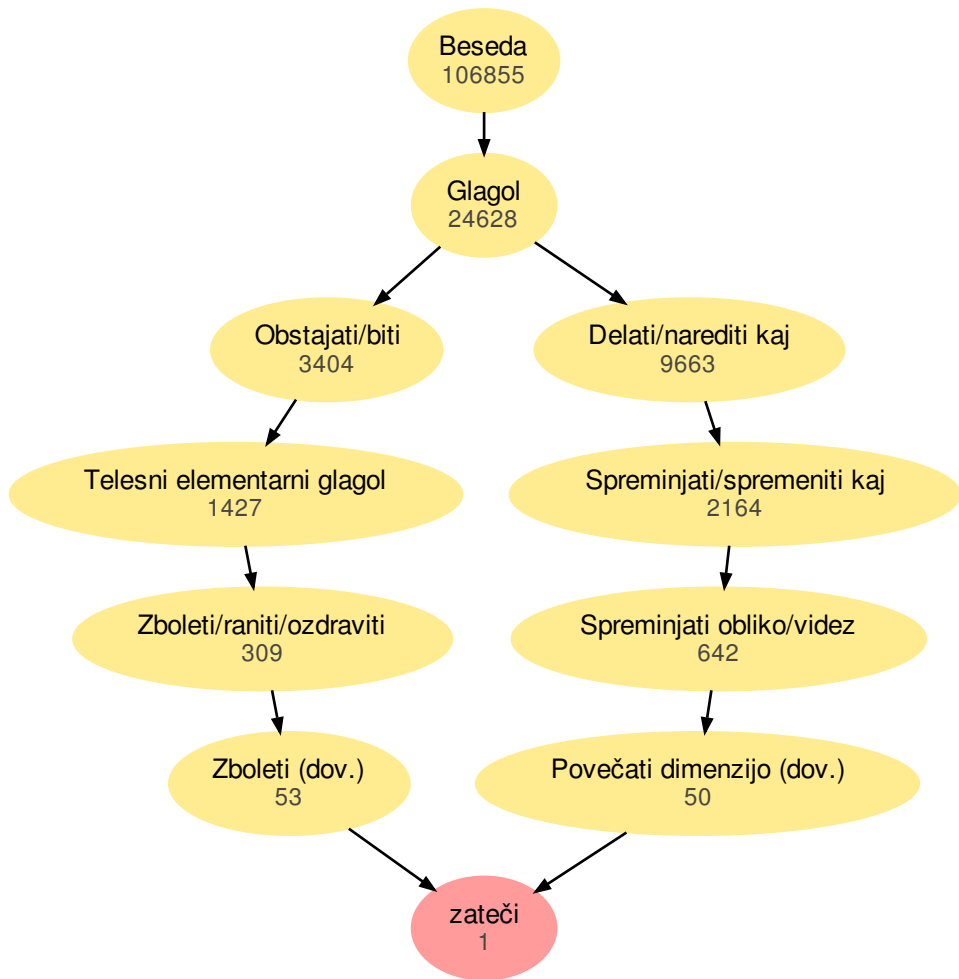 Beseda
106855
Glagol
24628
Obstajati/biti
3404
Delati/narediti kaj
9663
Telesni elementarni glagol
1427
Spreminjati/spremeniti kaj
2164
Zboleti/raniti/ozdraviti
309
Spreminjati obliko/videz
642
Zboleti (dov.)
53
Povečati dimenzijo (dov.)
50
zateči
1